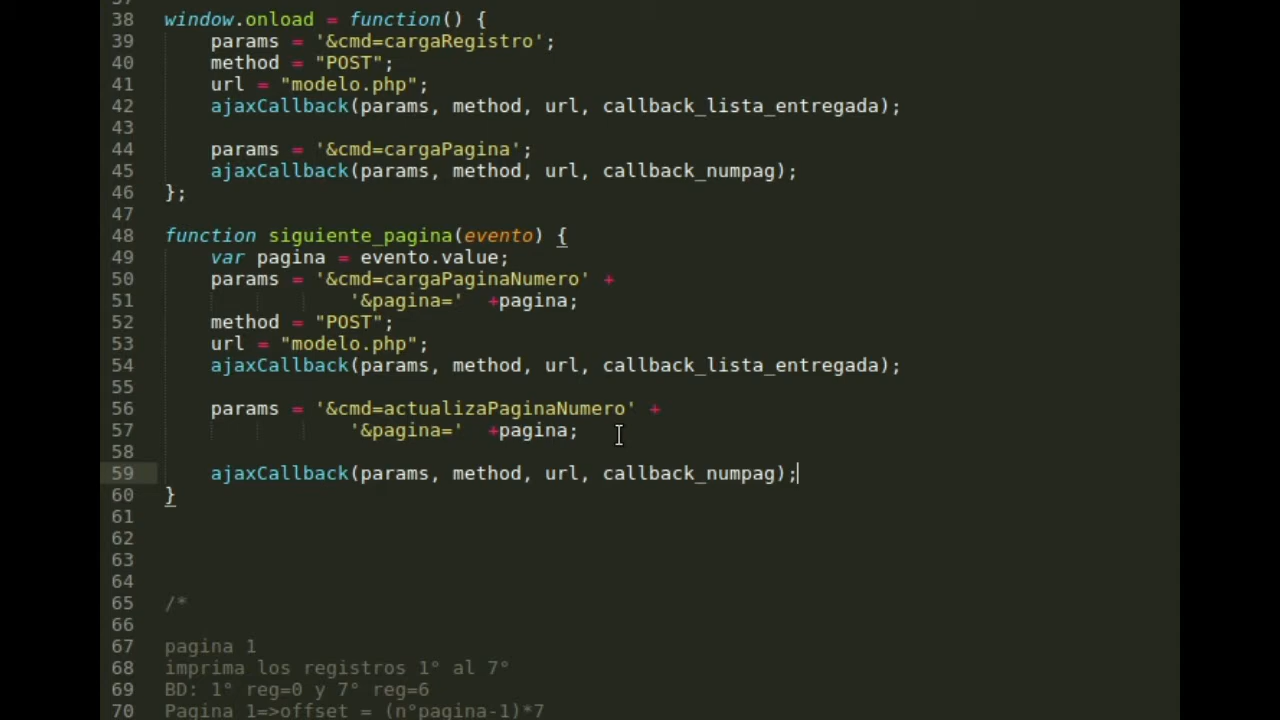 38 window.onload = function() {
39 params = '&cmd=cargaRegistro';
40 method = "POST";
41 url = "modelo.php";
42 ajaxCallback(params, method, url, callback_lista_entregada);
43
44 params = '&cmd=cargaPagina';
45 ajaxCallback(params, method, url, callback_numpag);
46 };
47
48 function siguiente_pagina(evento) {
49 var pagina = evento.value;
50 params = '&cmd=cargaPaginaNumero' +
51 '&pagina='  +pagina;
52 method = "POST";
53 url = "modelo.php";
54 ajaxCallback(params, method, url, callback_lista_entregada);
55
56 params = '&cmd=actualizaPaginaNumero' +
57 '&pagina='  +pagina;
58
59 ajaxCallback(params, method, url, callback_numpag);
60 }
61
62
63
64
65 /*
66
67 pagina 1
68 imprima los registros 1° al 7°
69 BD: 1° reg=0 y 7° reg=6
70 Pagina 1=>offset = (n°pagina-1)*7